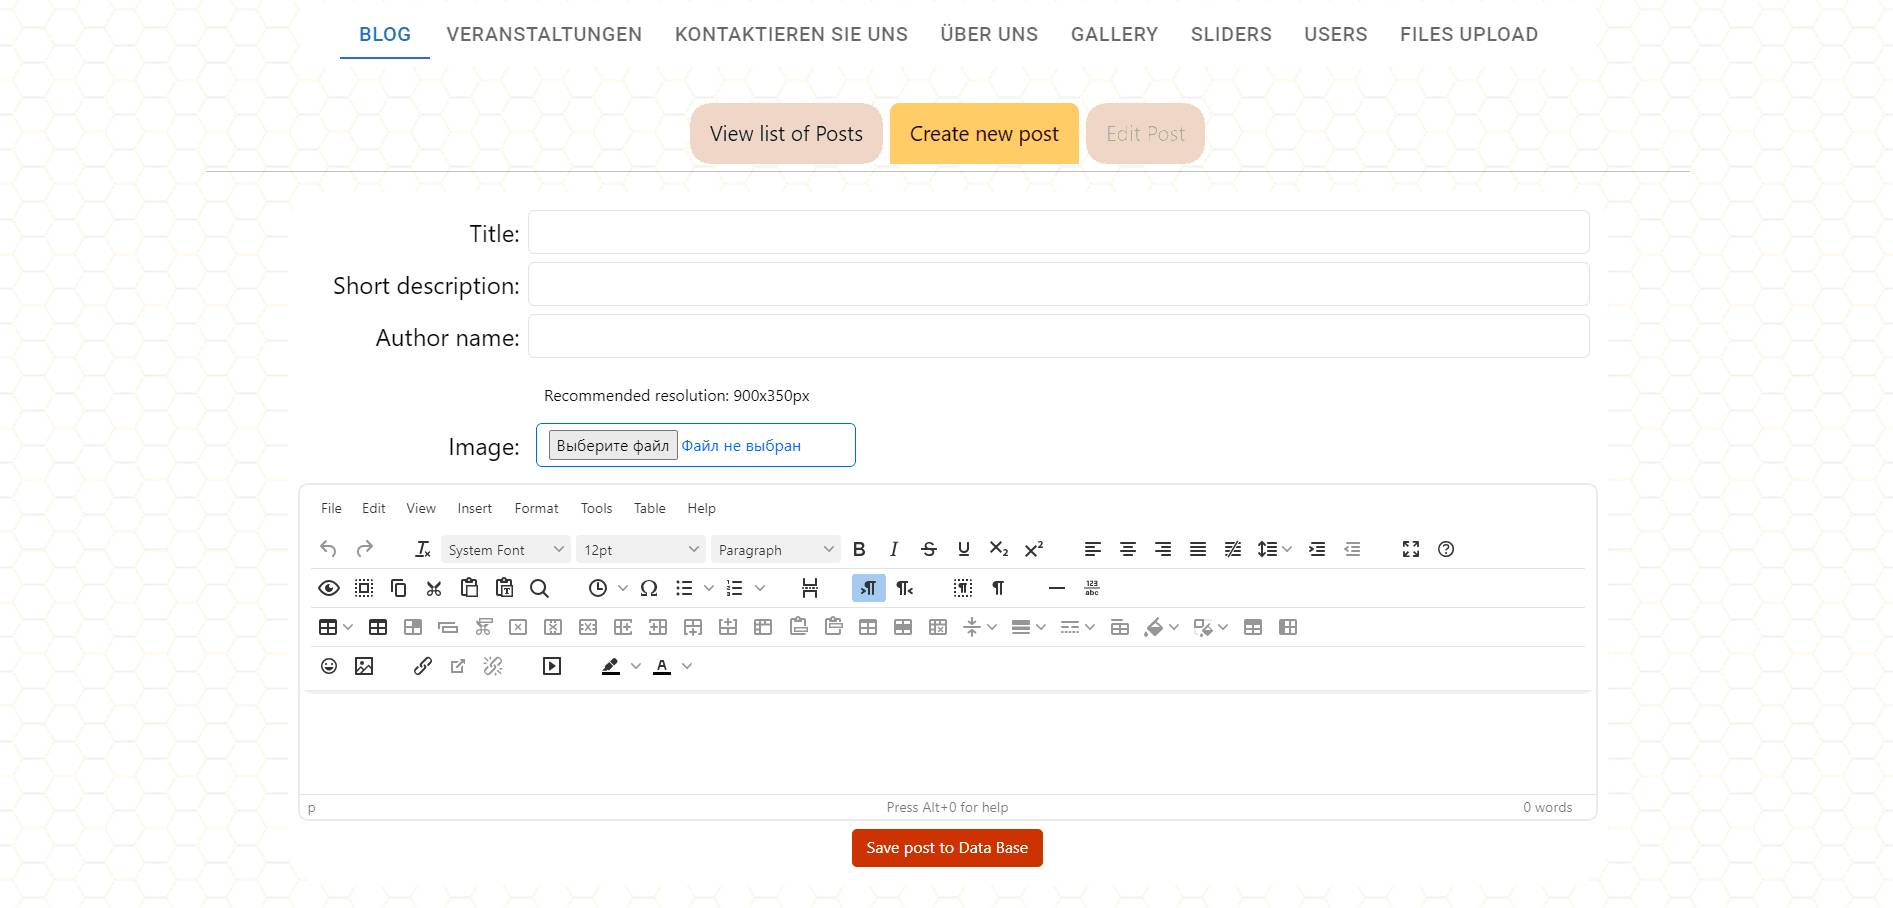 BLOG VERANSTALTUNGEN KONTAKTIEREN SIE UNS ÜBER UNS GALLERY SLIDERS USERS FILES UPLOAD
View list of Posts Create new post Edit Post
Title:
Short description:
Author name:
Recommended resolution: 900x350px
Image: Выберите файл Файл не выбран
File Edit View Insert Format Tools Table Help
System Font 12pt Paragraph
p Press Alt+0 for help 0 words
Save post to Data Base